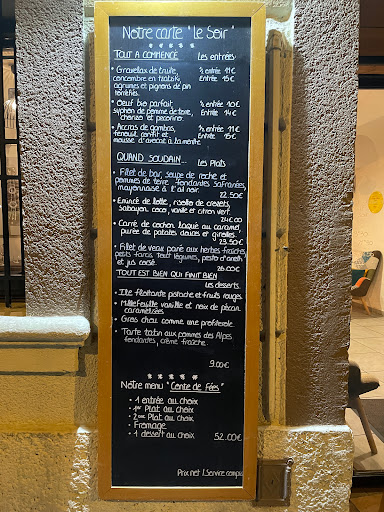 Notre carte "Le Soir"
TOUT A COMMENCÉ Les entrées
• Gravelax de truite, ½ entrée 11€
concombre en tzatziki, entrée 15€
agrumes et pignons de pin
torréfiés.
• Oeuf bio parfait, ½ entrée 10€
syphon de pomme de terre, Entrée 14€
chorizo et pecorino.
• Accras de gambas, ½ entrée 11€
fenouil confit et Entrée 15€
mousse d'avocat à la menthe
QUAND SOUDAIN... Les Plats
• Filet de bar, soupe de roche et
pommes de terre fondantes safranées,
mayonnaise à l'ail noir.
22.50€
• Émincé de lotte, risotto de crozets,
sabayon coco, vanille et citron vert.
24€00
• Carré de cochon laqué au caramel,
purée de patates douces et girolles.
23.50€
• Filet de veau pané aux herbes fraîches,
petits farcis tout légumes, pesto d'aneth
et jus corsé.
26.00€
TOUT EST BIEN QUI FINIT BIEN
Les desserts.
• Île flottante pistache et fruits rouges.
• Millefeuille vanille et noix de pécan
caramélisées
• Gros chou comme une profiterole
• Tarte tatin aux pommes des Alpes
fondantes, crème fraîche.
9.00€
Notre menu "Conte de Fées"
• 1 entrée au choix
• 1er Plat au choix
• 2ème Plat au choix
• Fromage
• 1 dessert au choix 52.00€
Prix net / Service compris